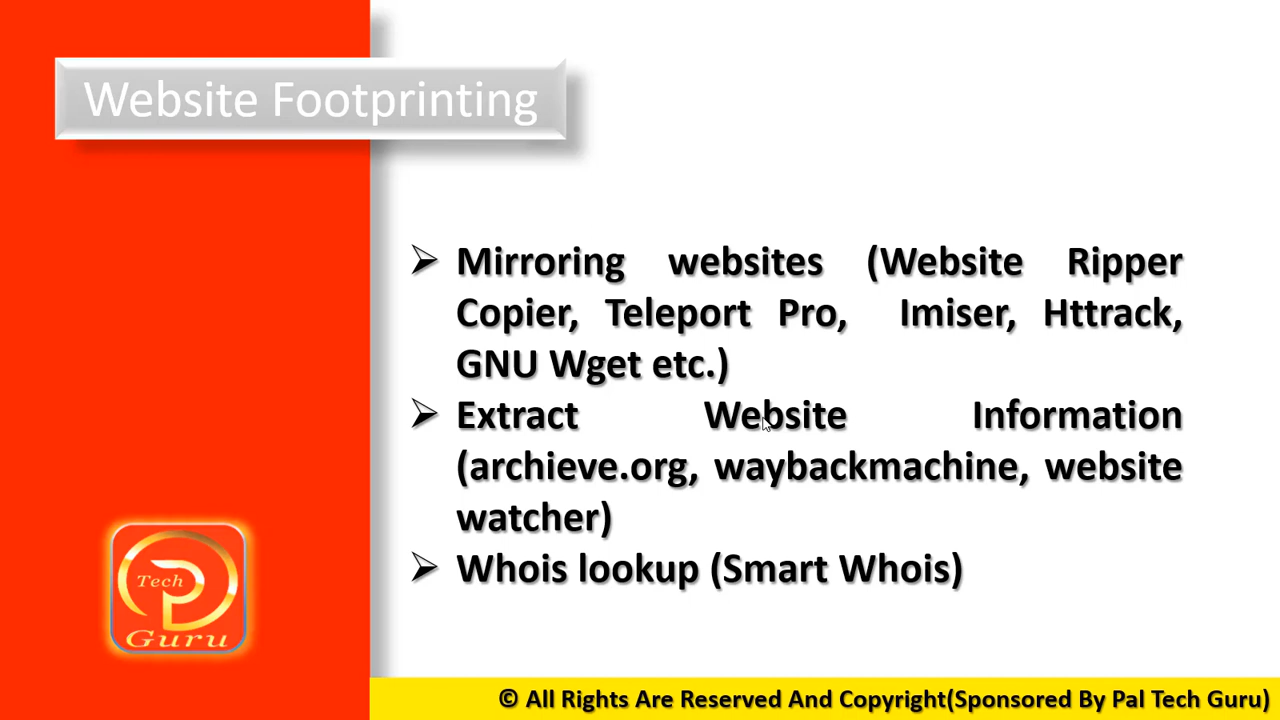 Website Footprinting
Mirroring websites (Website Ripper
Copier, Teleport Pro, Imiser, Httrack,
GNU Wget etc.)
Extract Website Information
(archieve.org, waybackmachine, website
watcher)
Whois lookup (Smart Whois)
Tech
P
Guru
© All Rights Are Reserved And Copyright(Sponsored By Pal Tech Guru)